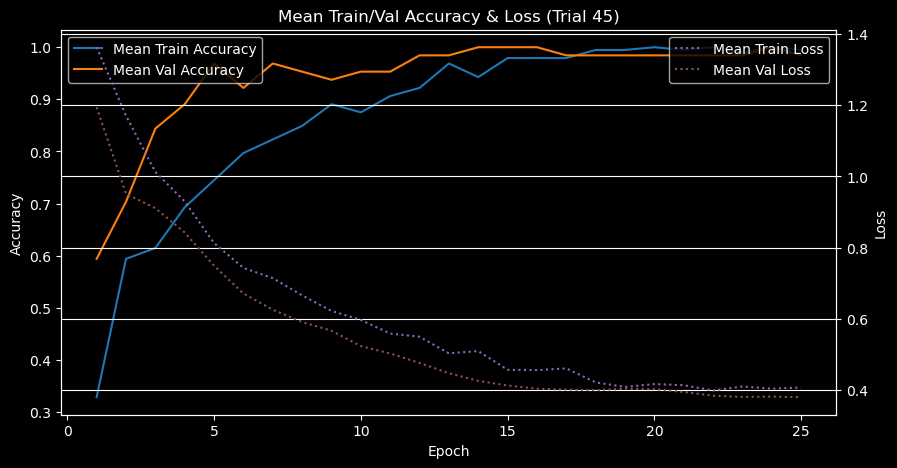 Mean Train/Val Accuracy & Loss (Trial 45)
Mean Train Accuracy
Mean Val Accuracy
Mean Train Loss
Mean Val Loss
1.0
0.9
0.8
0.7
0.6
0.5
0.4
0.3
Accuracy
1.4
1.2
1.0
0.8
0.6
0.4
Loss
0 5 10 15 20 25
Epoch